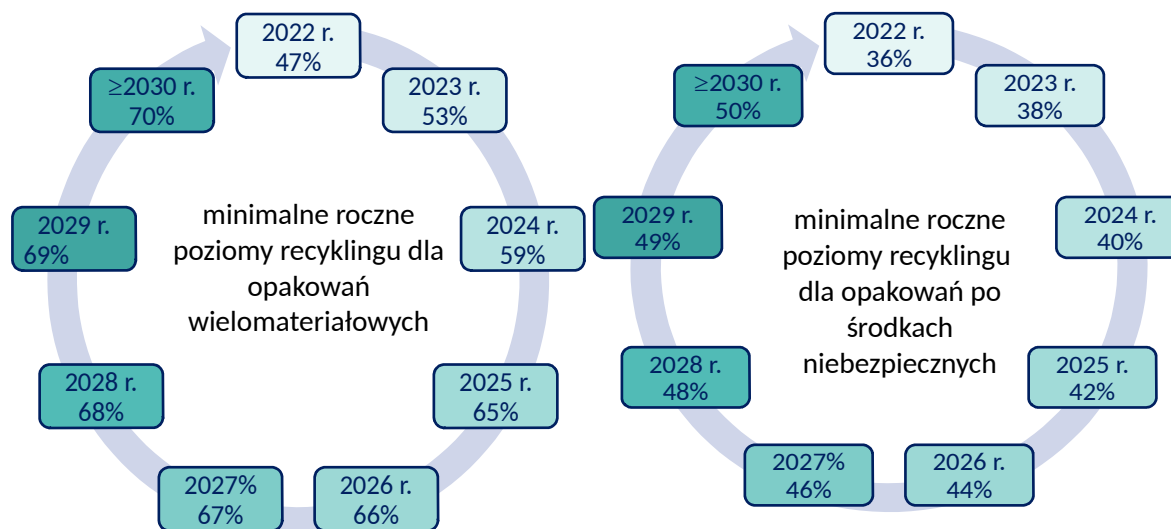 2022 r.
47%
2023 r.
53%
2024 r.
59%
2025 r.
65%
2026 r.
66%
2027%
67%
2028 r.
68%
2029 r.
69%
≥2030 r.
70%
minimalne roczne
poziomy recyklingu dla
opakowań
wielomateriałowych
2022 r.
36%
2023 r.
38%
2024 r.
40%
2025 r.
42%
2026 r.
44%
2027%
46%
2028 r.
48%
2029 r.
49%
≥2030 r.
50%
minimalne roczne
poziomy recyklingu
dla opakowań po
środkach
niebezpiecznych